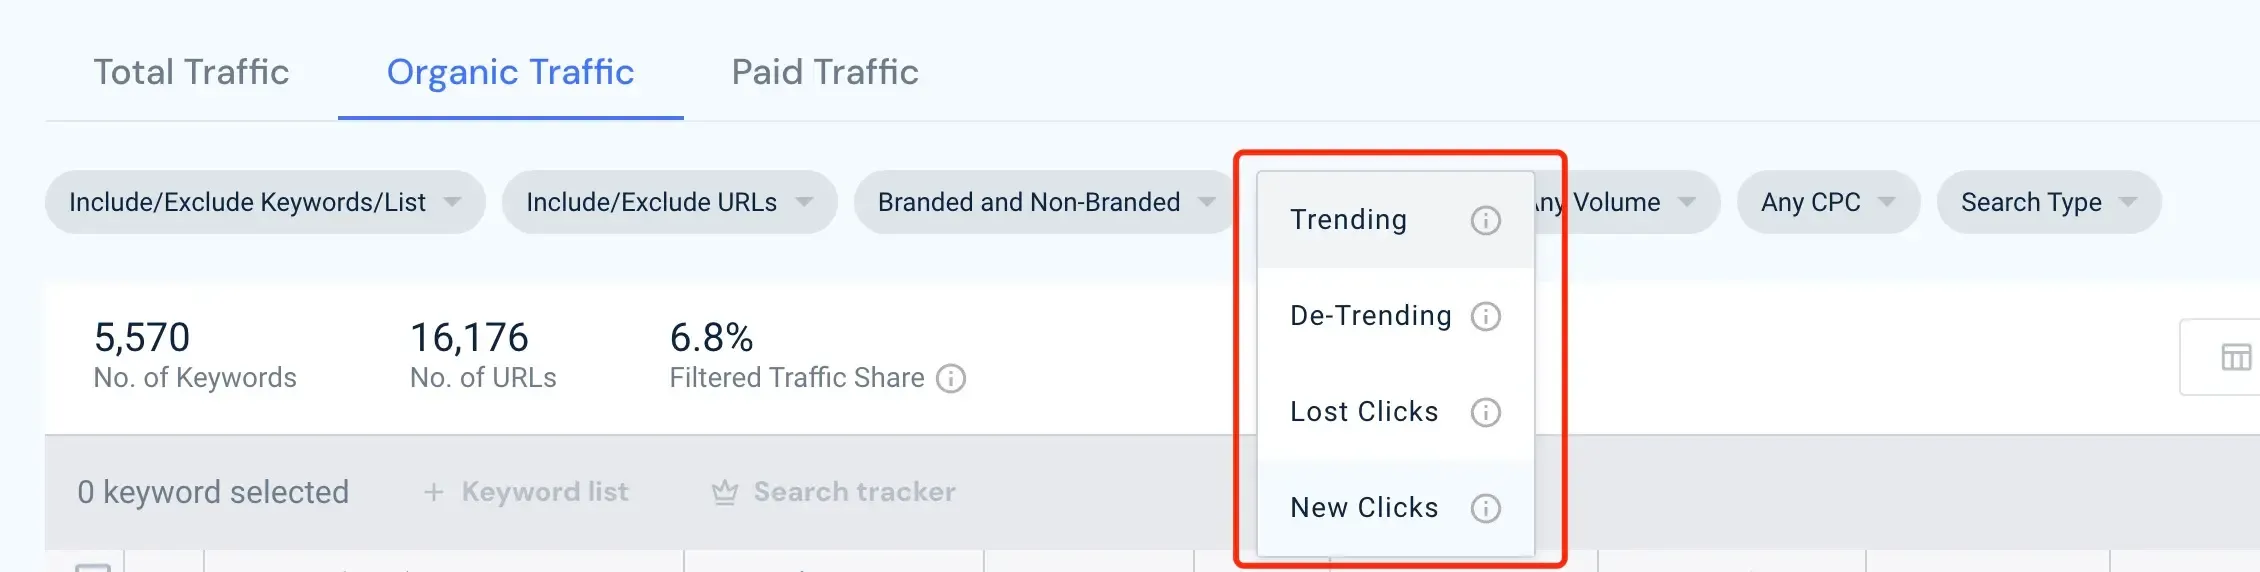 Total Traffic
Organic Traffic
Paid Traffic
Include/Exclude Keywords/List
Include/Exclude URLs
Branded and Non-Branded
Any Volume
Any CPC
Search Type
Trending
De-Trending
Lost Clicks
New Clicks
5,570
No. of Keywords
16,176
No. of URLs
6.8%
Filtered Traffic Share
0 keyword selected
+ Keyword list
Search tracker